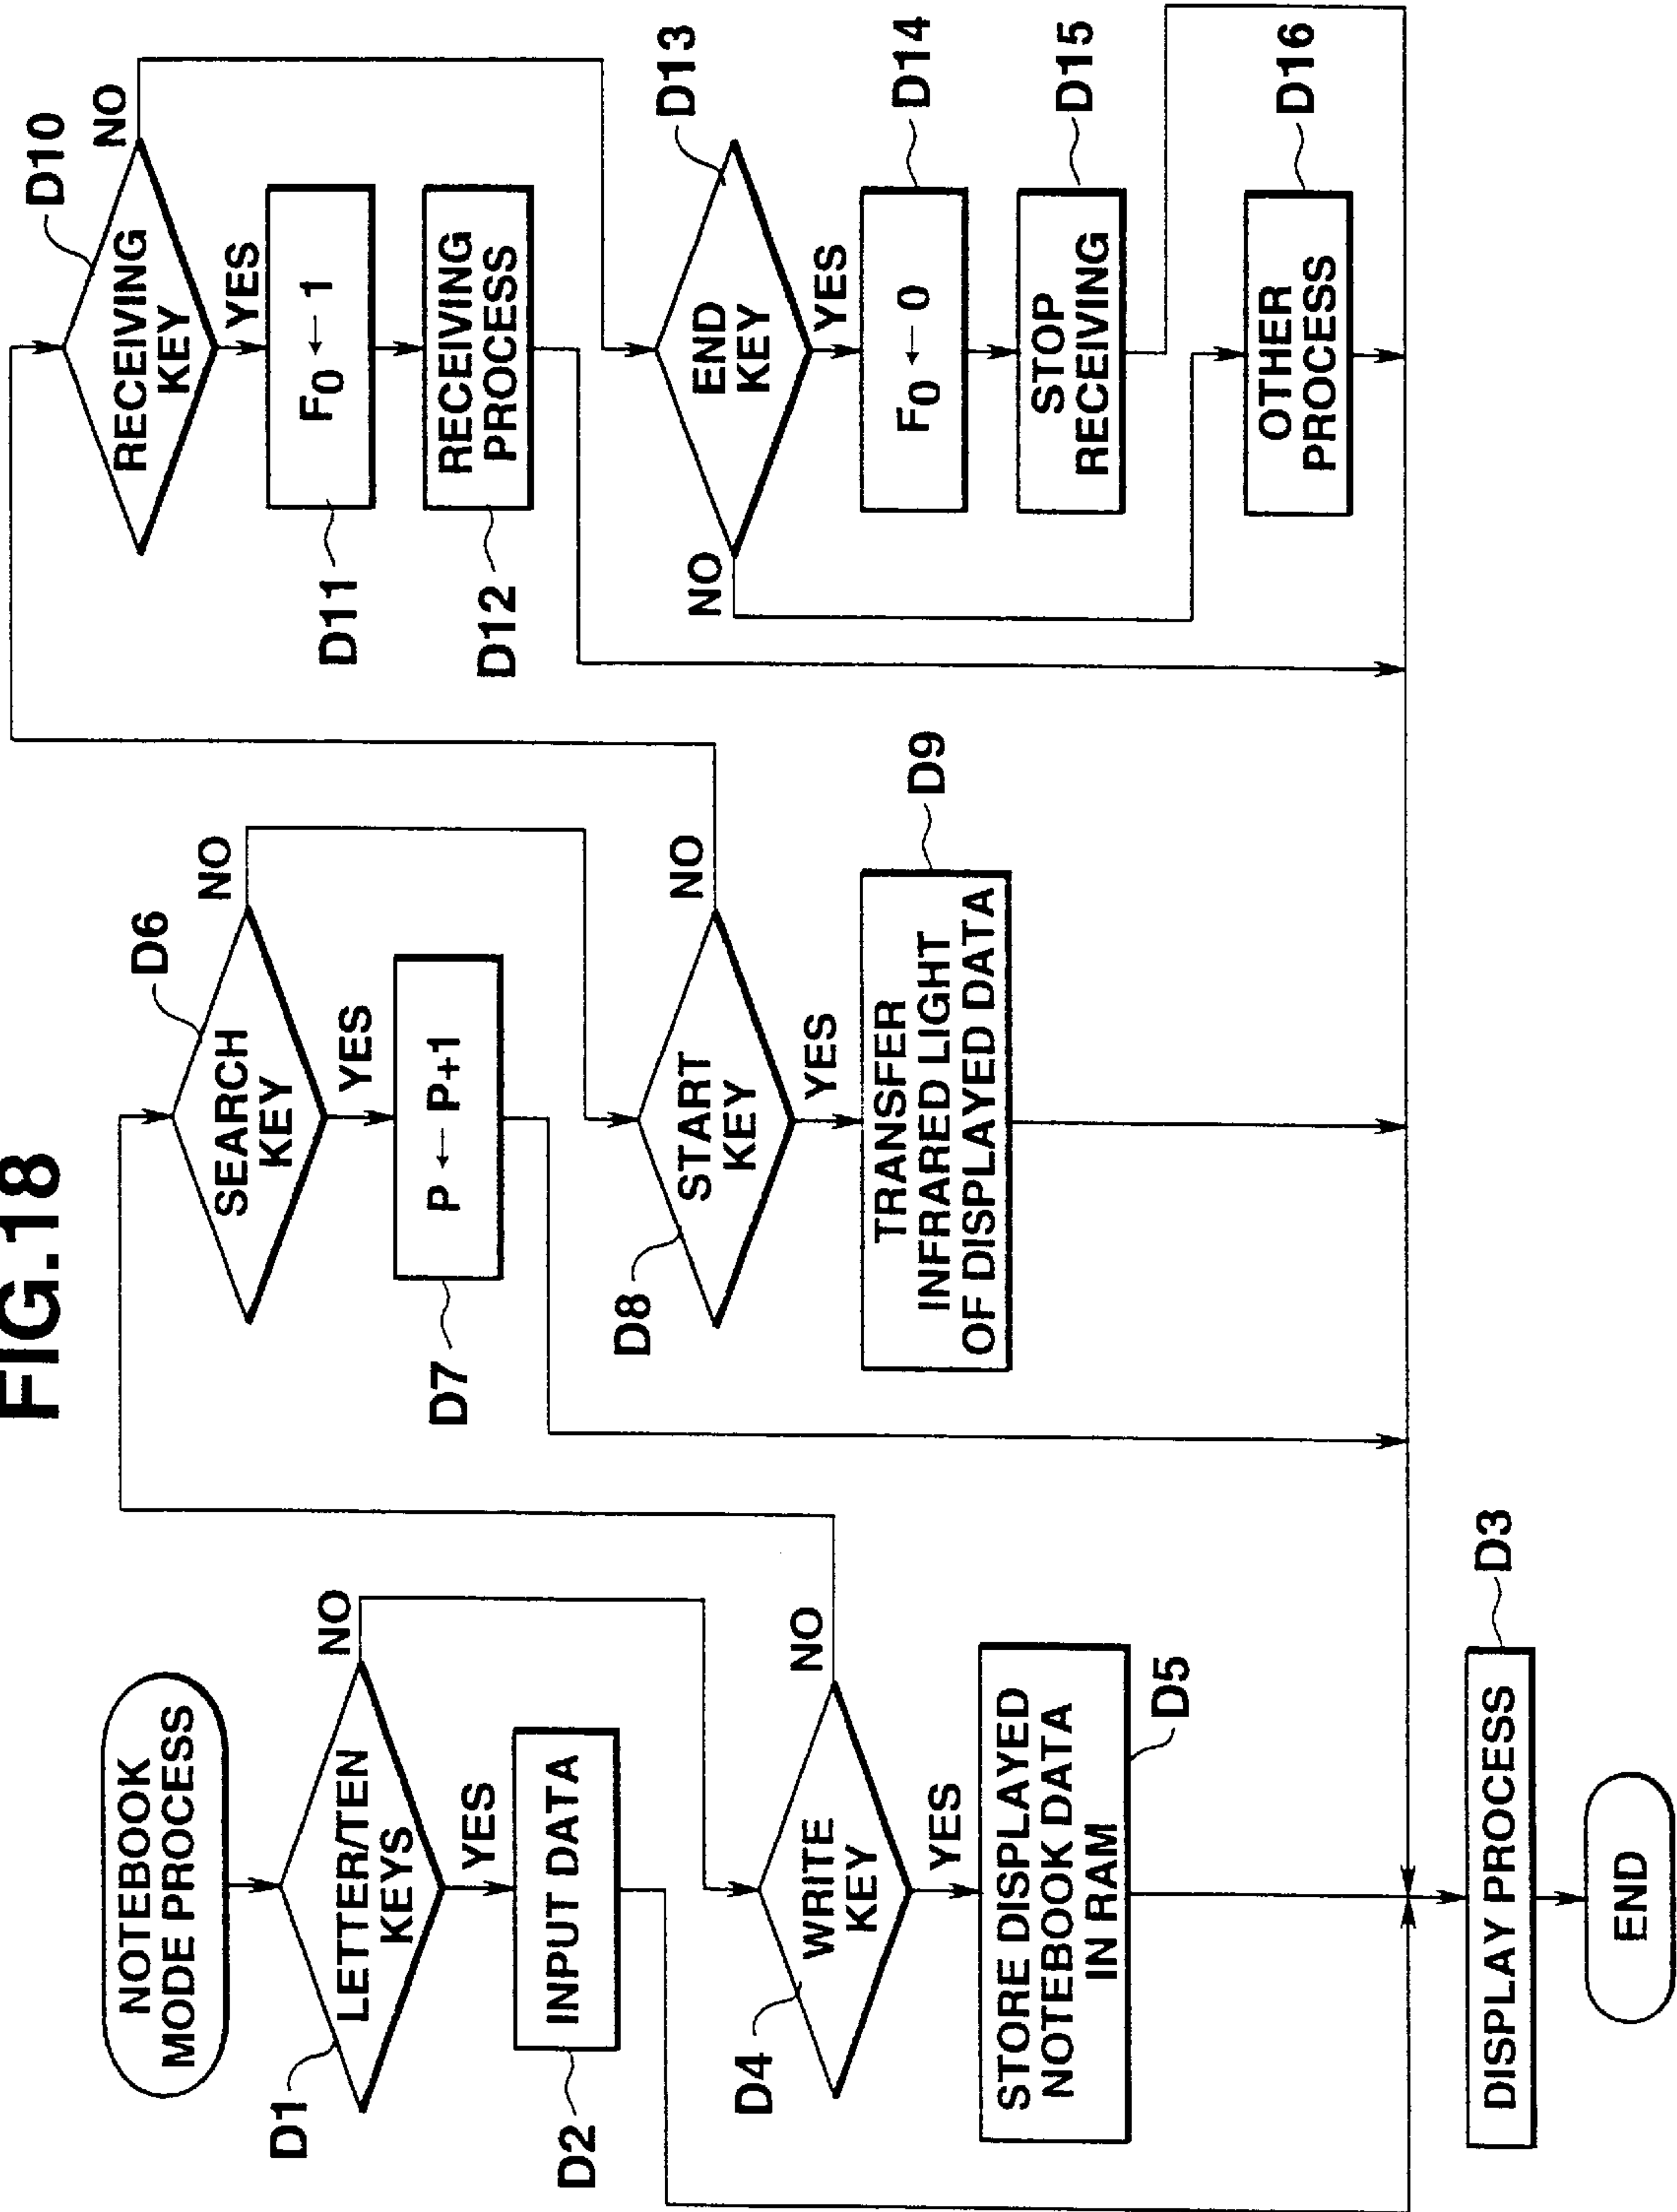 FIG.18
NOTEBOOK
MODE PROCESS
D1
LETTER/TEN
KEYS
NO
YES
D2
INPUT DATA
D4
WRITE
KEY
NO
YES
STORE DISPLAYED
NOTEBOOK DATA
IN RAM
D5
DISPLAY PROCESS
D3
END
D6
SEARCH
KEY
NO
YES
D7
P ← P+1
D8
START
KEY
NO
YES
TRANSFER
INFRARED LIGHT
OF DISPLAYED DATA
D9
D10
RECEIVING
KEY
NO
YES
D11
F0 ← 1
D12
RECEIVING
PROCESS
D13
END
KEY
NO
YES
F0 ← 0
D14
STOP
RECEIVING
D15
OTHER
PROCESS
D16